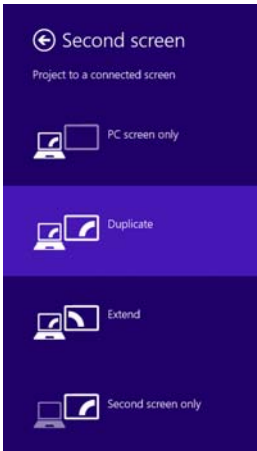 Second screen
Project to a connected screen
PC screen only
Duplicate
Extend
Second screen only